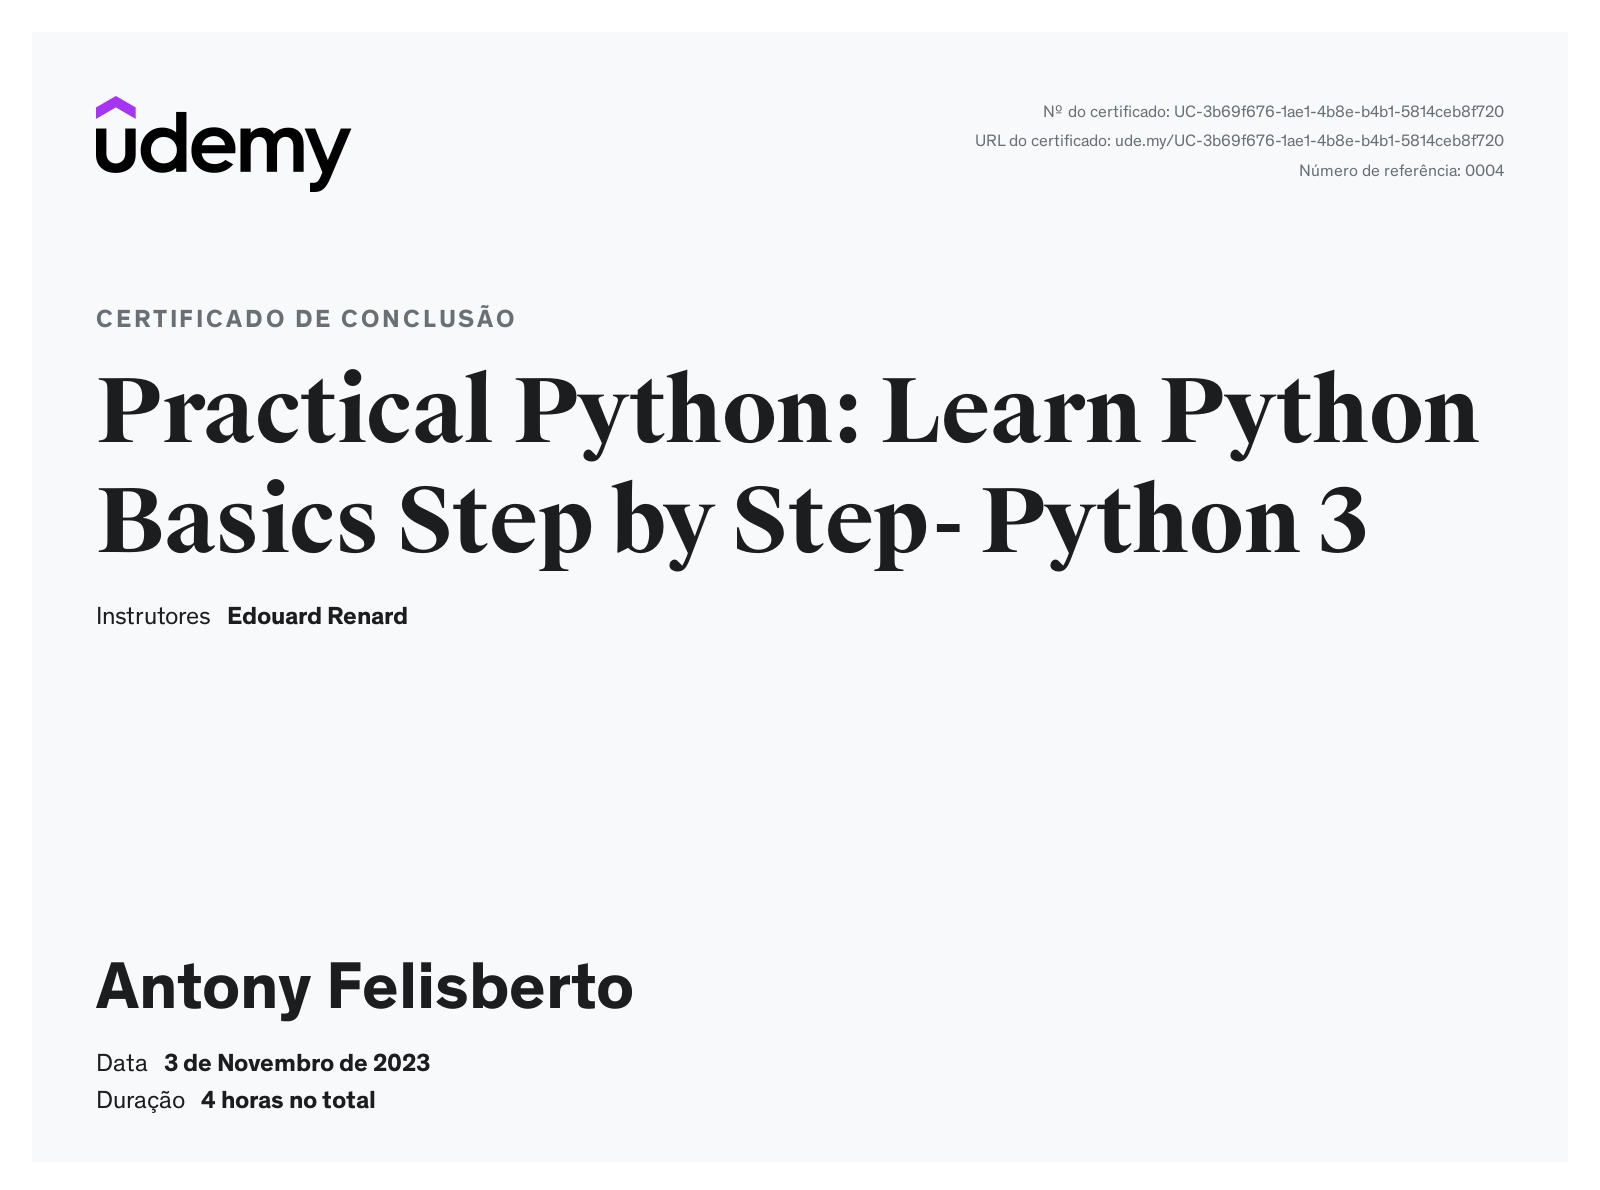 udemy
Nº do certificado: UC-3b69f676-1ae1-4b8e-b4b1-5814ceb8f720
URL do certificado: ude.my/UC-3b69f676-1ae1-4b8e-b4b1-5814ceb8f720
Número de referência: 0004
CERTIFICADO DE CONCLUSÃO
Practical Python: Learn Python
Basics Step by Step- Python 3
Instrutores Edouard Renard
Antony Felisberto
Data 3 de Novembro de 2023
Duração 4 horas no total